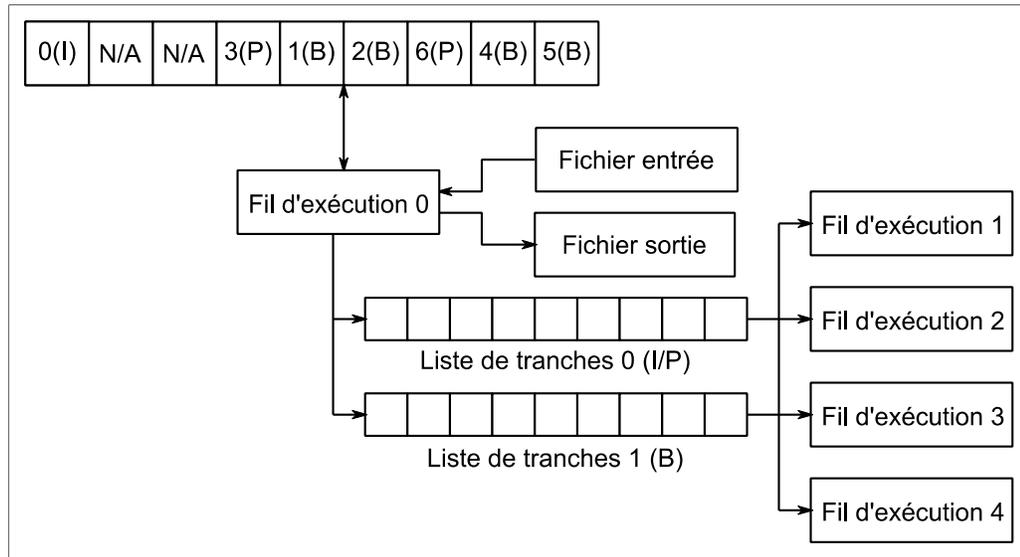 0(I) N/A N/A 3(P) 1(B) 2(B) 6(P) 4(B) 5(B)
Fichier entrée
Fil d'exécution 0
Fichier sortie
Fil d'exécution 1
Fil d'exécution 2
Liste de tranches 0 (I/P)
Fil d'exécution 3
Liste de tranches 1 (B)
Fil d'exécution 4